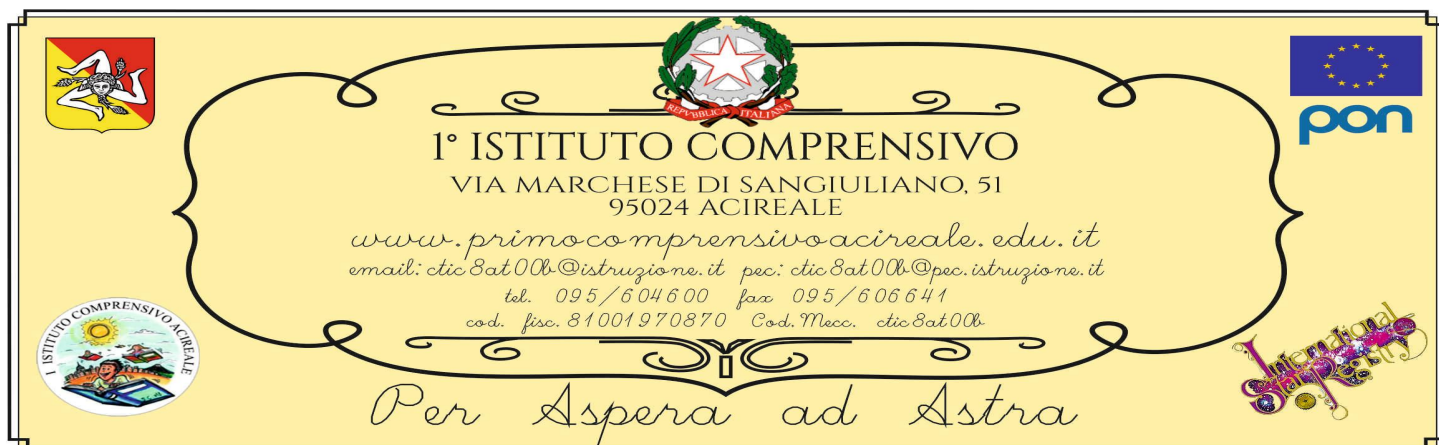 REPVBBLICA ITALIANA
pon
1° ISTITUTO COMPRENSIVO
VIA MARCHESE DI SANGIULIANO, 51
95024 ACIREALE
www.primocomprensivoacireale.edu.it
email: ctic8at00b@istruzione.it pec: ctic8at00b@pec.istruzione.it
tel. 095/604600 fax 095/606641
cod. fisc. 81001970870 Cod. Mecc. ctic8at00b
I ISTITUTO COMPRENSIVO ACIREALE
International
Star Registry
Per Aspera ad Astra